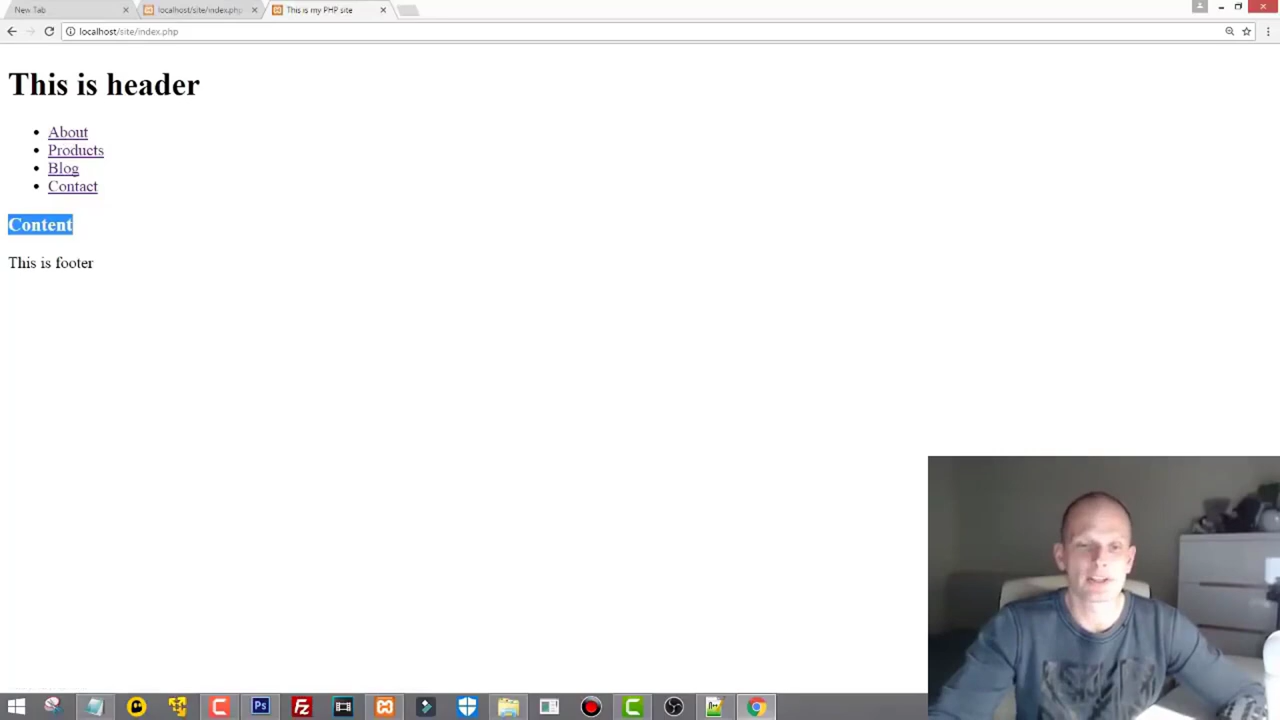 New Tab
localhost/site/index.php
This is my PHP site
localhost/site/index.php
This is header
About
Products
Blog
Contact
Content
This is footer